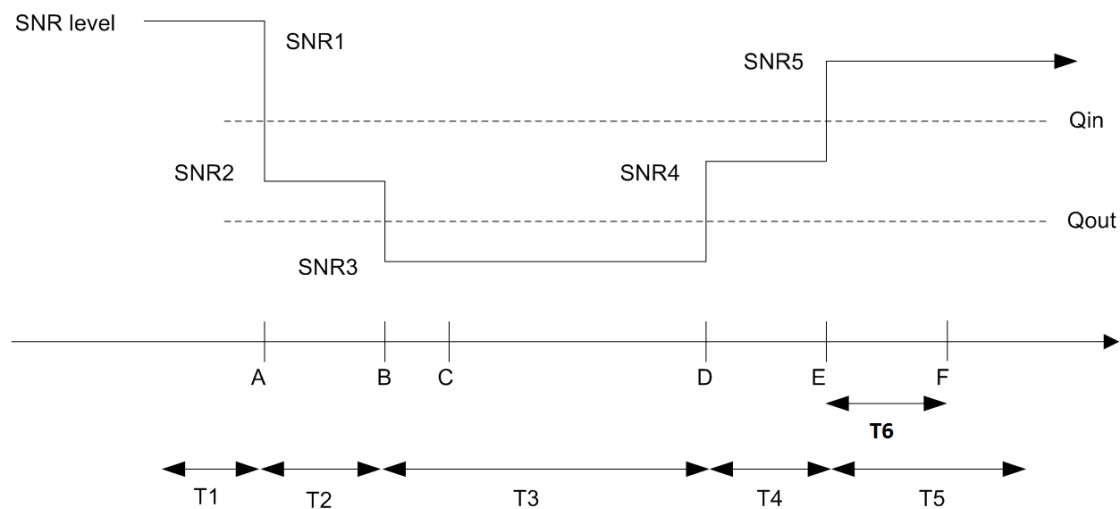 SNR level
SNR1
SNR5
Qin
SNR2
SNR4
Qout
SNR3
A
B
C
D
E
F
T6
T1
T2
T3
T4
T5